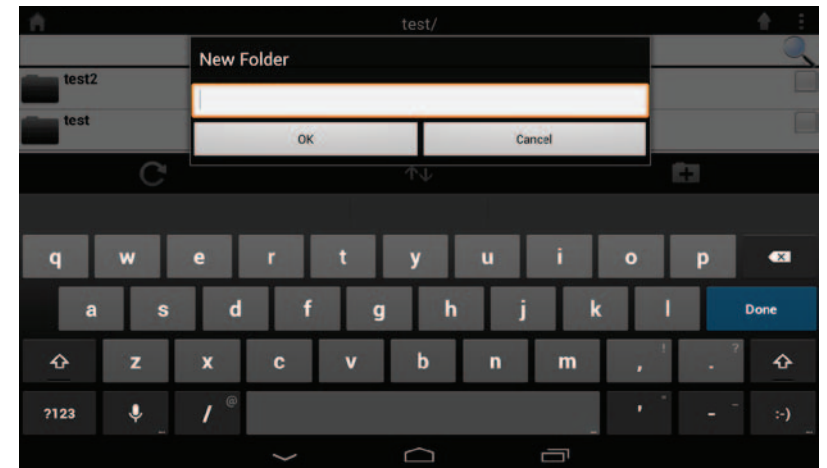 test/
New Folder
test2
test
OK Cancel
q w e r t y u i o p
a s d f g h j k l Done
z x c v b n m , ! . ?
?123 / @ ' " - _ :-)